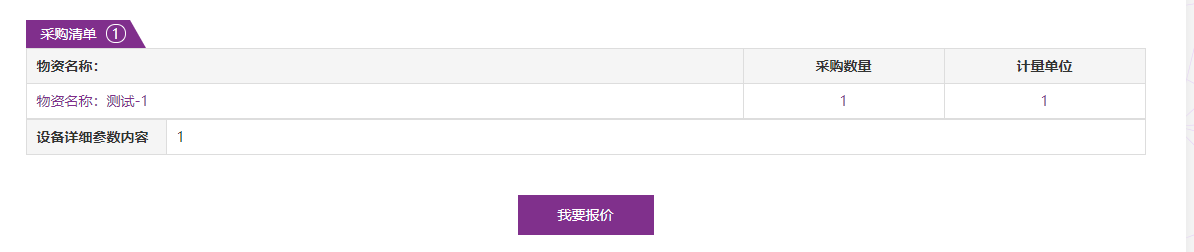 采购清单 1
物资名称： 采购数量 计量单位
物资名称：测试-1 1 1
设备详细参数内容 1
我要报价